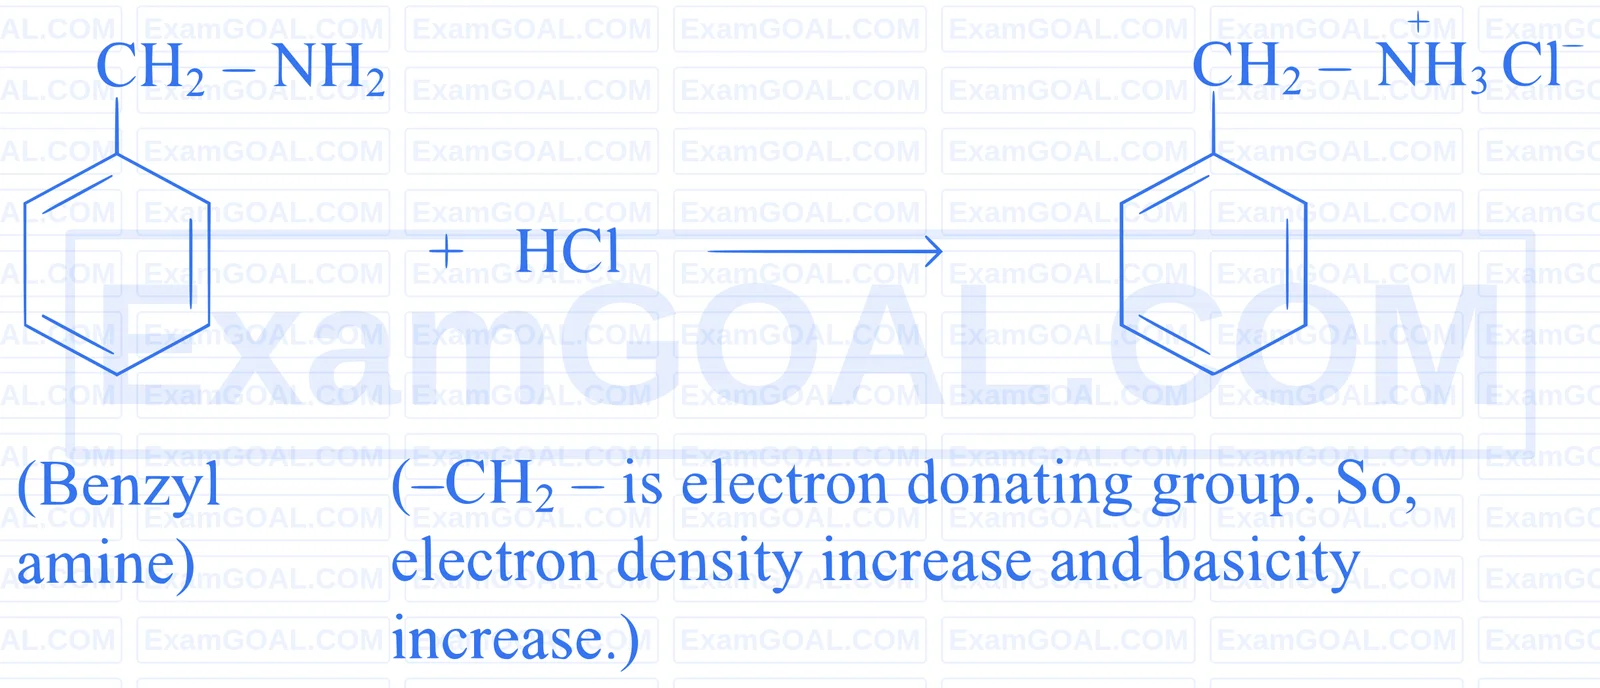 CH₂ – NH₂
+ HCl
+
CH₂ – NH₃ Cl⁻
(Benzyl
amine)
(–CH₂ – is electron donating group. So,
electron density increase and basicity
increase.)
ExamGOAL.COM